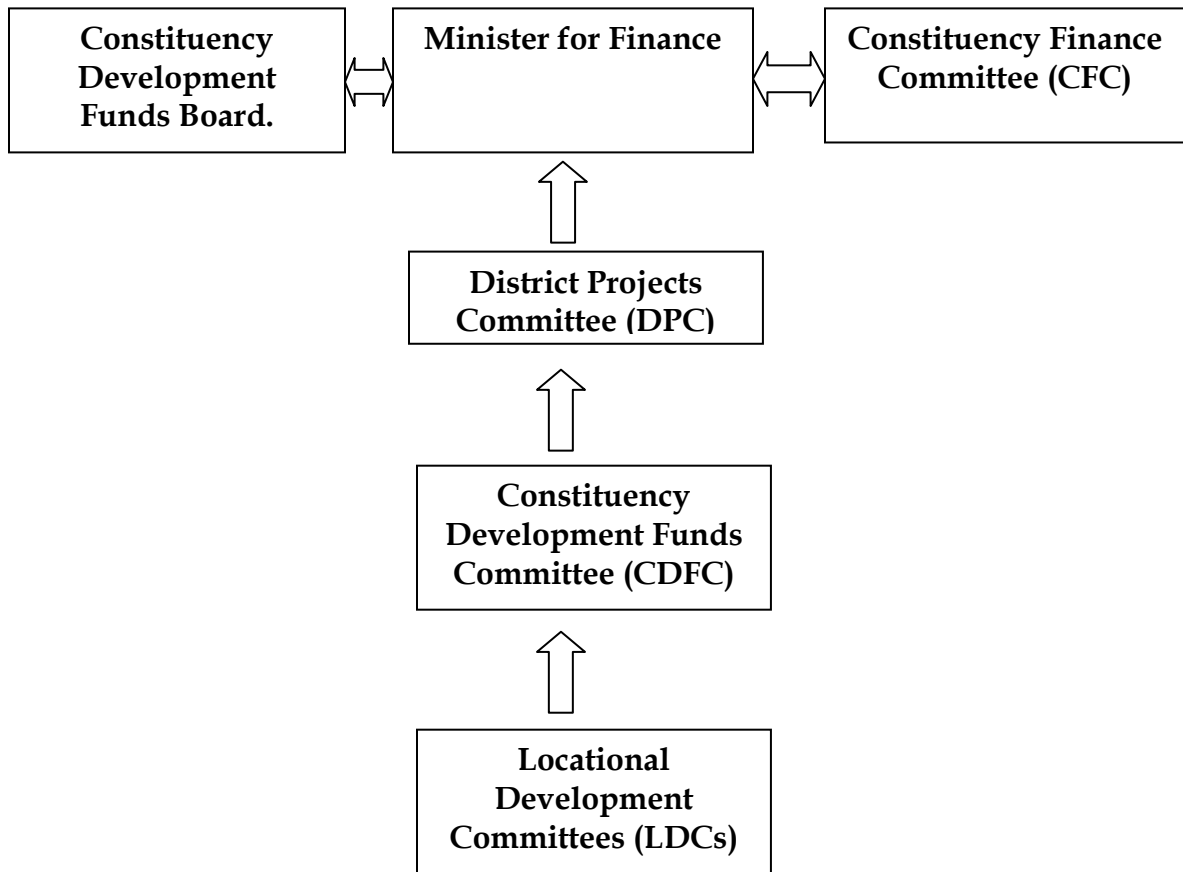 Constituency
Development
Funds Board.
Minister for Finance
Constituency Finance
Committee (CFC)
District Projects
Committee (DPC)
Constituency
Development Funds
Committee (CDFC)
Locational
Development
Committees (LDCs)